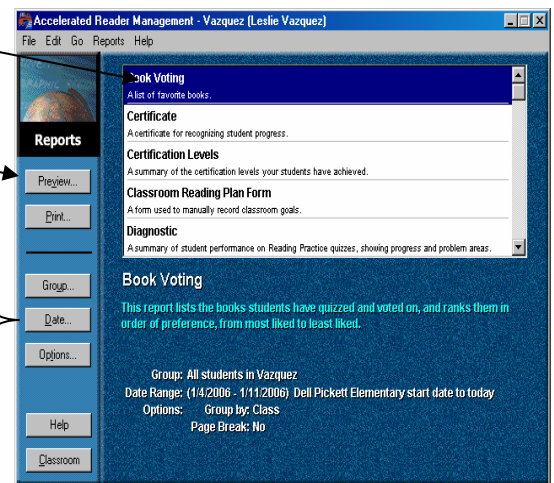 Accelerated Reader Management - Vazquez (Leslie Vazquez)
File Edit Go Reports Help
Reports
Preview...
Print...
Group...
Date...
Options...
Help
Classroom
Book Voting
A list of favorite books.
Certificate
A certificate for recognizing student progress.
Certification Levels
A summary of the certification levels your students have achieved.
Classroom Reading Plan Form
A form used to manually record classroom goals.
Diagnostic
A summary of student performance on Reading Practice quizzes, showing progress and problem areas.
Book Voting
This report lists the books students have quizzed and voted on, and ranks them in
order of preference, from most liked to least liked.
Group: All students in Vazquez
Date Range: (1/4/2006 - 1/11/2006) Dell Pickett Elementary start date to today
Options: Group by: Class
Page Break: No